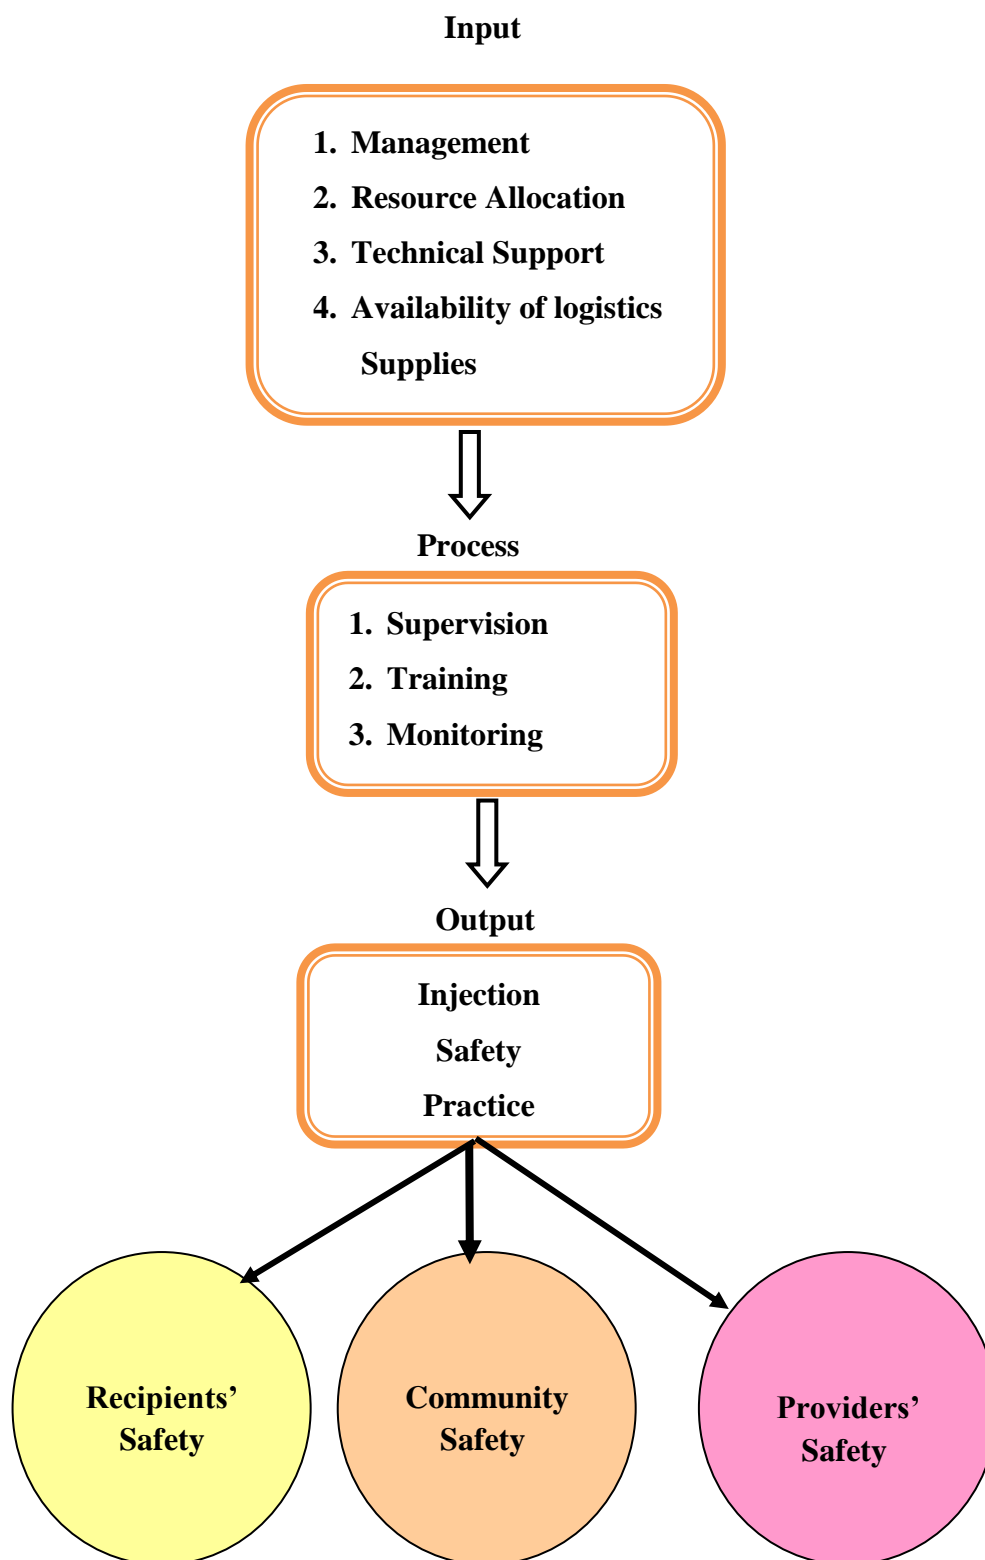 Input
1. Management
2. Resource Allocation
3. Technical Support
4. Availability of logistics
Supplies
Process
1. Supervision
2. Training
3. Monitoring
Output
Injection
Safety
Practice
Recipients’
Safety
Community
Safety
Providers’
Safety